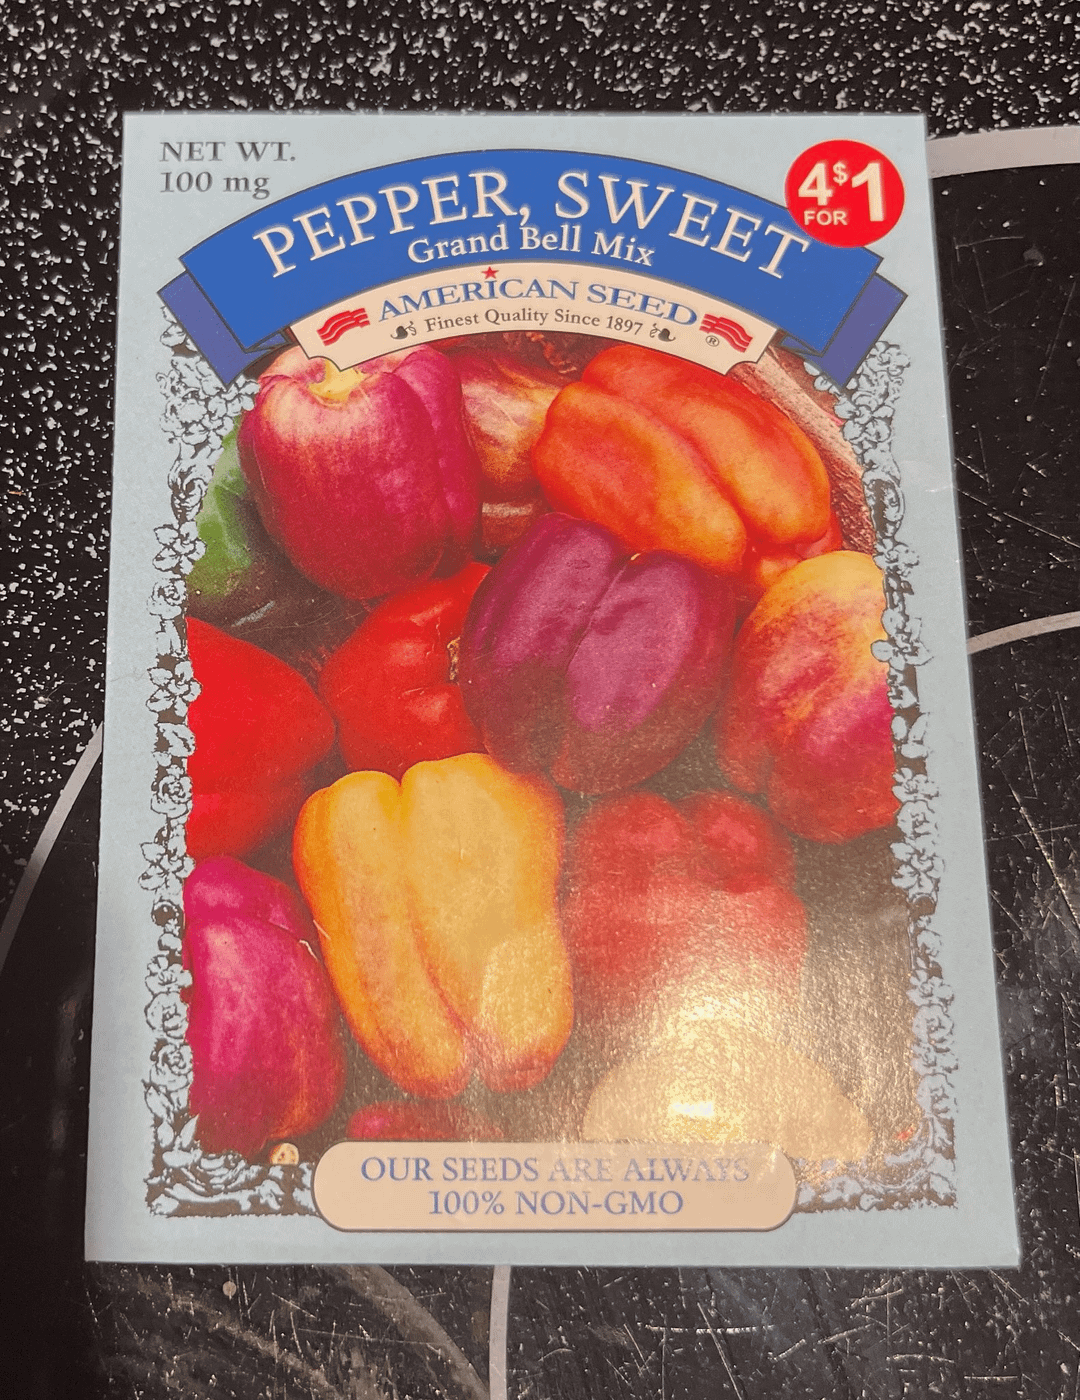 NET WT.
100 mg
PEPPER, SWEET
Grand Bell Mix
AMERICAN SEED
Finest Quality Since 1897
®
4 $1
FOR
OUR SEEDS ARE ALWAYS
100% NON-GMO